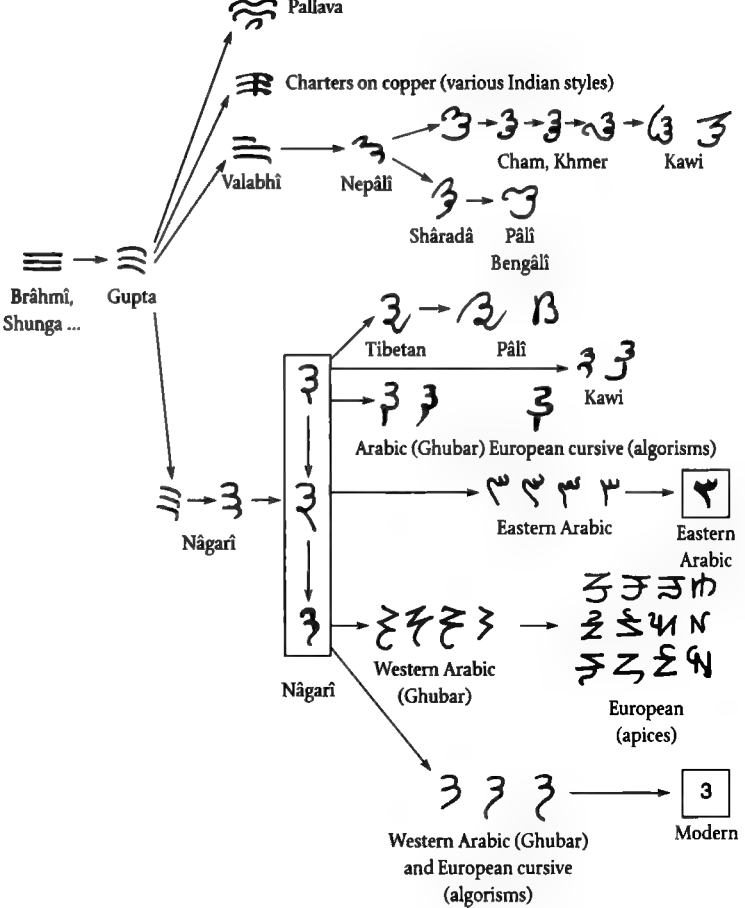 Pallava
Charters on copper (various Indian styles)
Cham, Khmer
Kawi
Valabhî
Nepâlî
Shâradâ
Pâlî
Bengâlî
Brâhmî,
Shunga ...
Gupta
Tibetan
Pâlî
Kawi
Arabic (Ghubar) European cursive (algorisms)
Nâgarî
Eastern Arabic
Eastern
Arabic
Western Arabic
(Ghubar)
Nâgarî
European
(apices)
3
Modern
Western Arabic (Ghubar)
and European cursive
(algorisms)